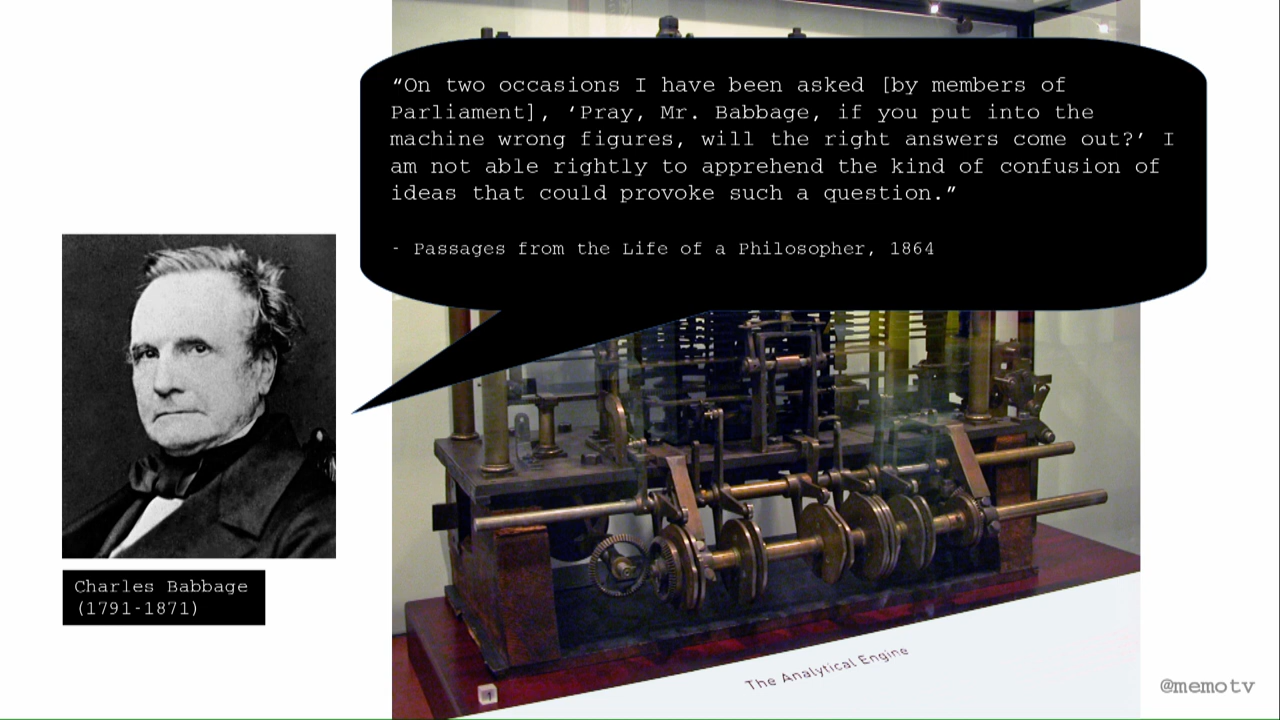 “On two occasions I have been asked [by members of
Parliament], ‘Pray, Mr. Babbage, if you put into the
machine wrong figures, will the right answers come out?’ I
am not able rightly to apprehend the kind of confusion of
ideas that could provoke such a question.”
- Passages from the Life of a Philosopher, 1864
Charles Babbage
(1791-1871)
The Analytical Engine
1
@memotv